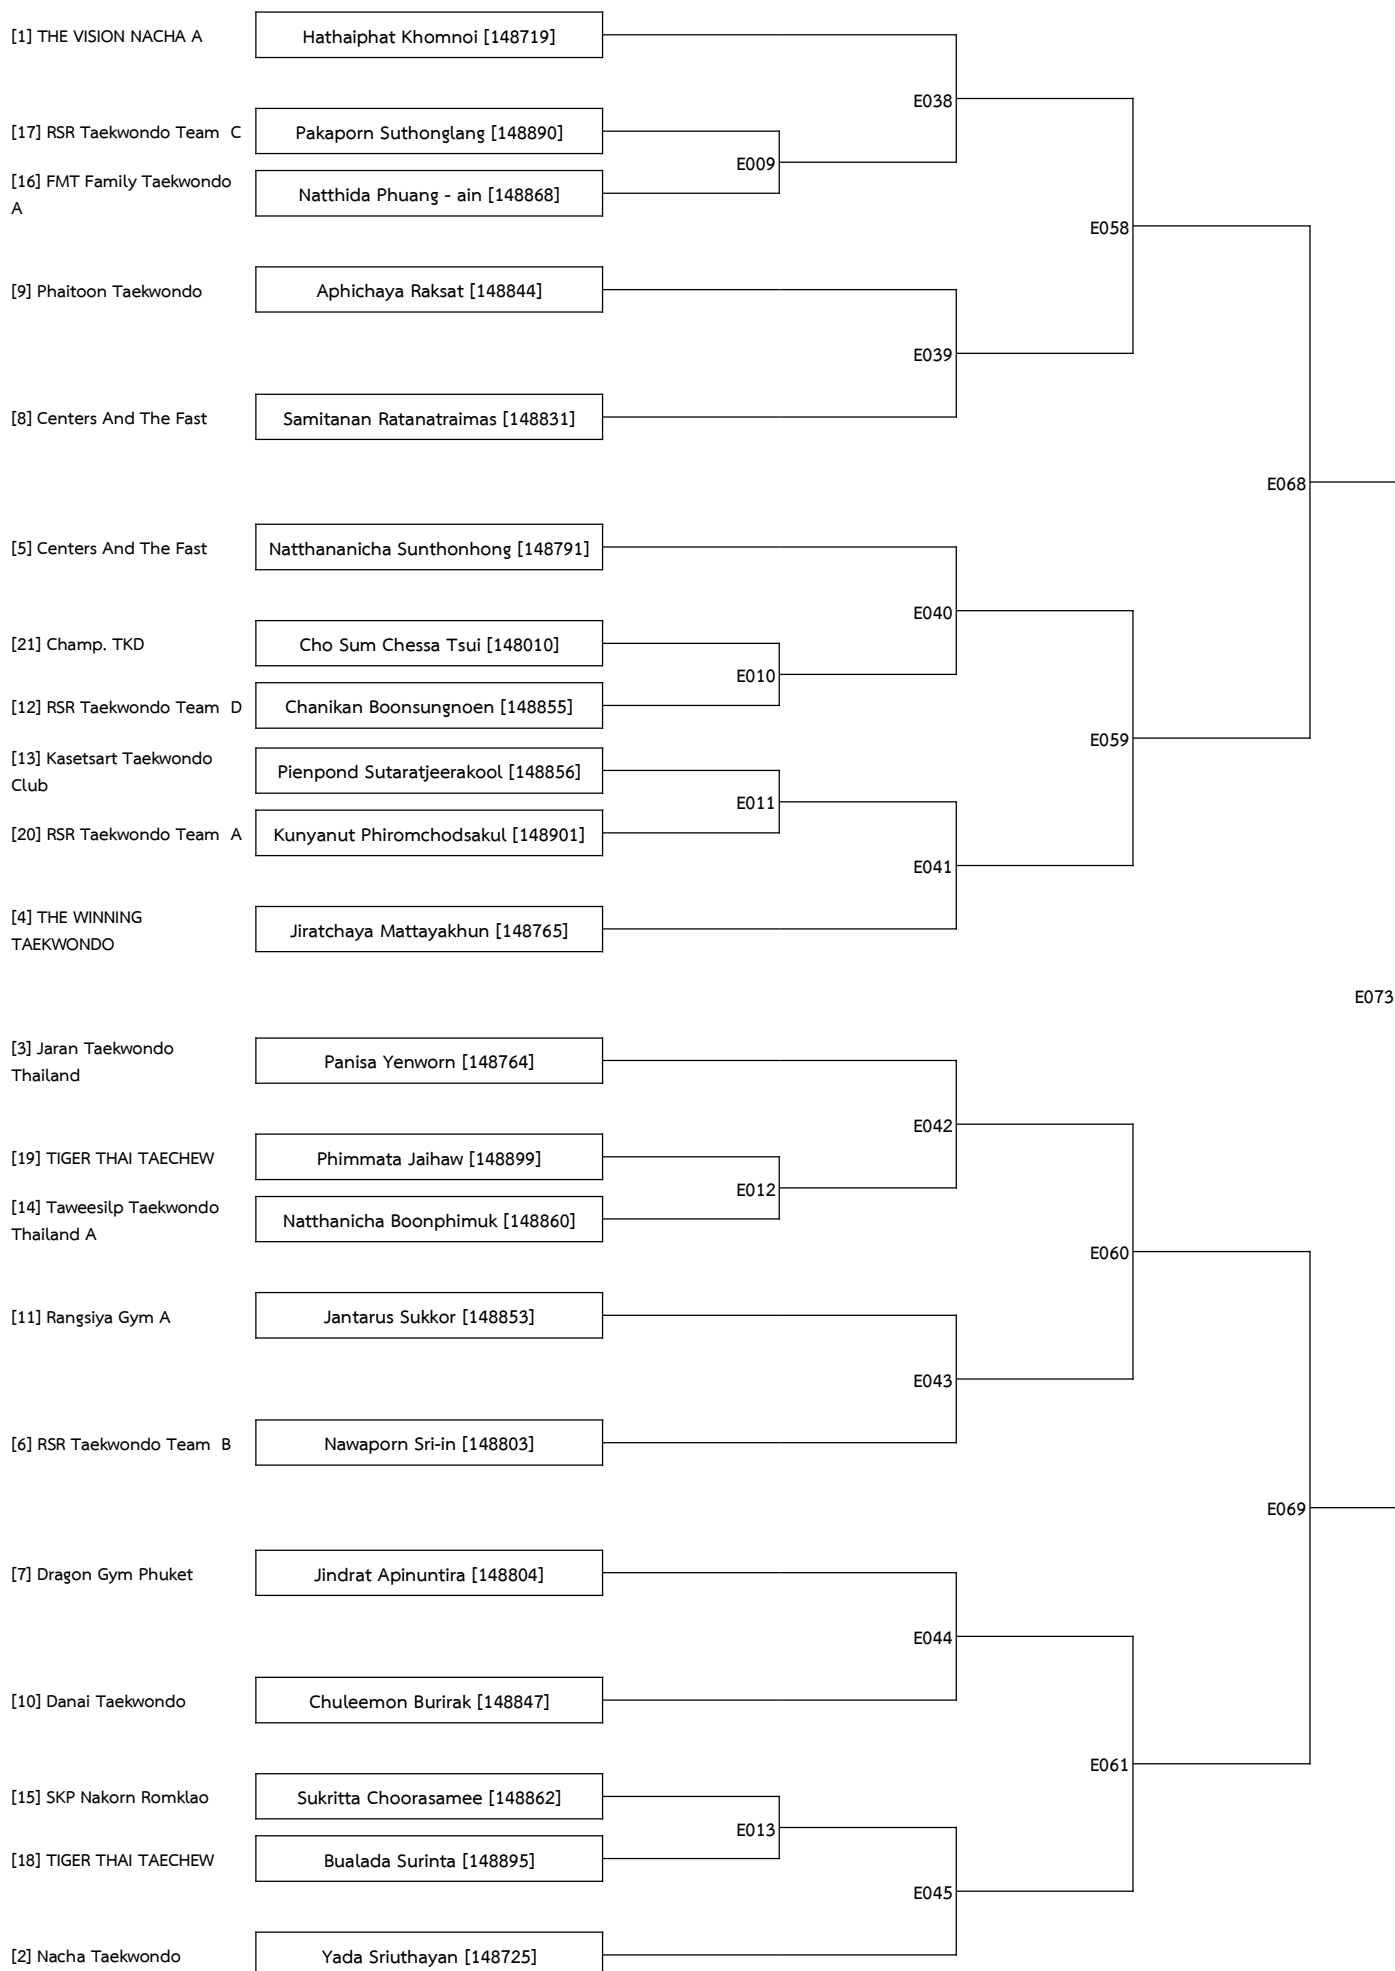 [1] THE VISION NACHA A
Hathaiphat Khomnoi [148719]
E038
[17] RSR Taekwondo Team  C
Pakaporn Suthonglang [148890]
E009
[16] FMT Family Taekwondo
A
Natthida Phuang - ain [148868]
E058
[9] Phaitoon Taekwondo
Aphichaya Raksat [148844]
E039
[8] Centers And The Fast
Samitanan Ratanatraimas [148831]
E068
[5] Centers And The Fast
Natthananicha Sunthonhong [148791]
E040
[21] Champ. TKD
Cho Sum Chessa Tsui [148010]
E010
[12] RSR Taekwondo Team  D
Chanikan Boonsungnoen [148855]
E059
[13] Kasetsart Taekwondo
Club
Pienpond Sutaratjeerakool [148856]
E011
[20] RSR Taekwondo Team  A
Kunyanut Phiromchodsakul [148901]
E041
[4] THE WINNING
TAEKWONDO
Jiratchaya Mattayakhun [148765]
E073
[3] Jaran Taekwondo
Thailand
Panisa Yenworn [148764]
E042
[19] TIGER THAI TAECHEW
Phimmata Jaihaw [148899]
E012
[14] Taweesilp Taekwondo
Thailand A
Natthanicha Boonphimuk [148860]
E060
[11] Rangsiya Gym A
Jantarus Sukkor [148853]
E043
[6] RSR Taekwondo Team  B
Nawaporn Sri-in [148803]
E069
[7] Dragon Gym Phuket
Jindrat Apinuntira [148804]
E044
[10] Danai Taekwondo
Chuleemon Burirak [148847]
E061
[15] SKP Nakorn Romklao
Sukritta Choorasamee [148862]
E013
[18] TIGER THAI TAECHEW
Bualada Surinta [148895]
E045
[2] Nacha Taekwondo
Yada Sriuthayan [148725]